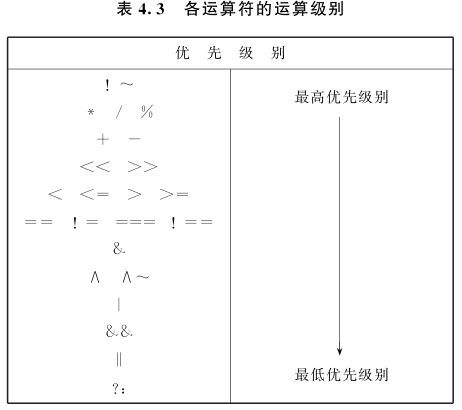 表 4.3 各运算符的运算级别
优 先 级 别
! ~
最高优先级别
* / %
+ -
<< >>
< <= > >=
== != === !==
&
∧ ∧~
|
&&
||
最低优先级别
?: